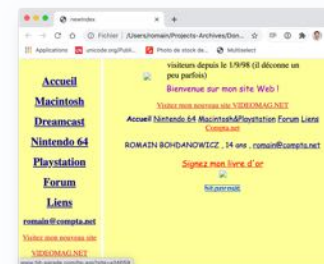 newindex
Fichier | /Users/romain/Projects-Archives/Don...
Applications
unicode.org/Publi...
Photo de stock de...
Multiselect
Accueil
Macintosh
Dreamcast
Nintendo 64
Playstation
Forum
Liens
romain@compta.net
Visitez mon nouveau site
VIDEOMAG.NET
visiteurs depuis le 1/9/98 (il déconne un
peu parfois)
Bienvenue sur mon site Web !
Visitez mon nouveau site VIDEOMAG.NET
Accueil Nintendo 64 Macintosh&Playstation Forum Liens
Compta.net
ROMAIN BOHDANOWICZ , 14 ans , romain@compta.net
Signez mon livre d'or